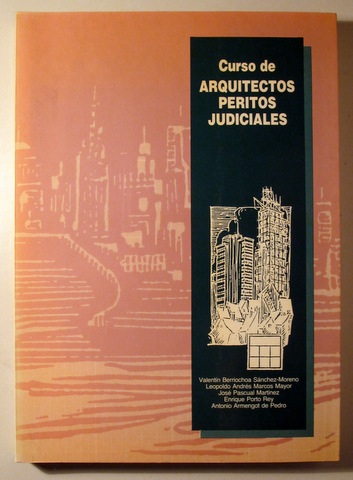 Curso de
ARQUITECTOS
PERITOS
JUDICIALES
Valentín Berriochoa Sánchez-Moreno
Leopoldo Andrés Marcos Mayor
José Pascual Martínez
Enrique Porto Rey
Antonio Armengot de Pedro